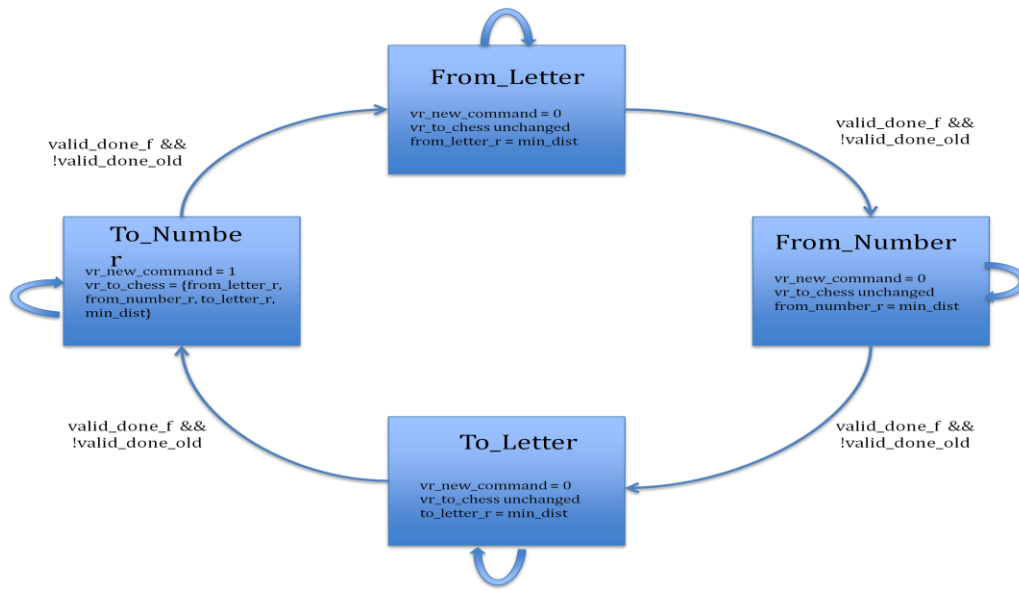 From_Letter
vr_new_command = 0
vr_to_chess unchanged
from_letter_r = min_dist
valid_done_f &&
!valid_done_old
valid_done_f &&
!valid_done_old
To_Numbe
r
vr_new_command = 1
vr_to_chess = {from_letter_r,
from_number_r, to_letter_r,
min_dist}
From_Number
vr_new_command = 0
vr_to_chess unchanged
from_number_r = min_dist
valid_done_f &&
!valid_done_old
valid_done_f &&
!valid_done_old
To_Letter
vr_new_command = 0
vr_to_chess unchanged
to_letter_r = min_dist